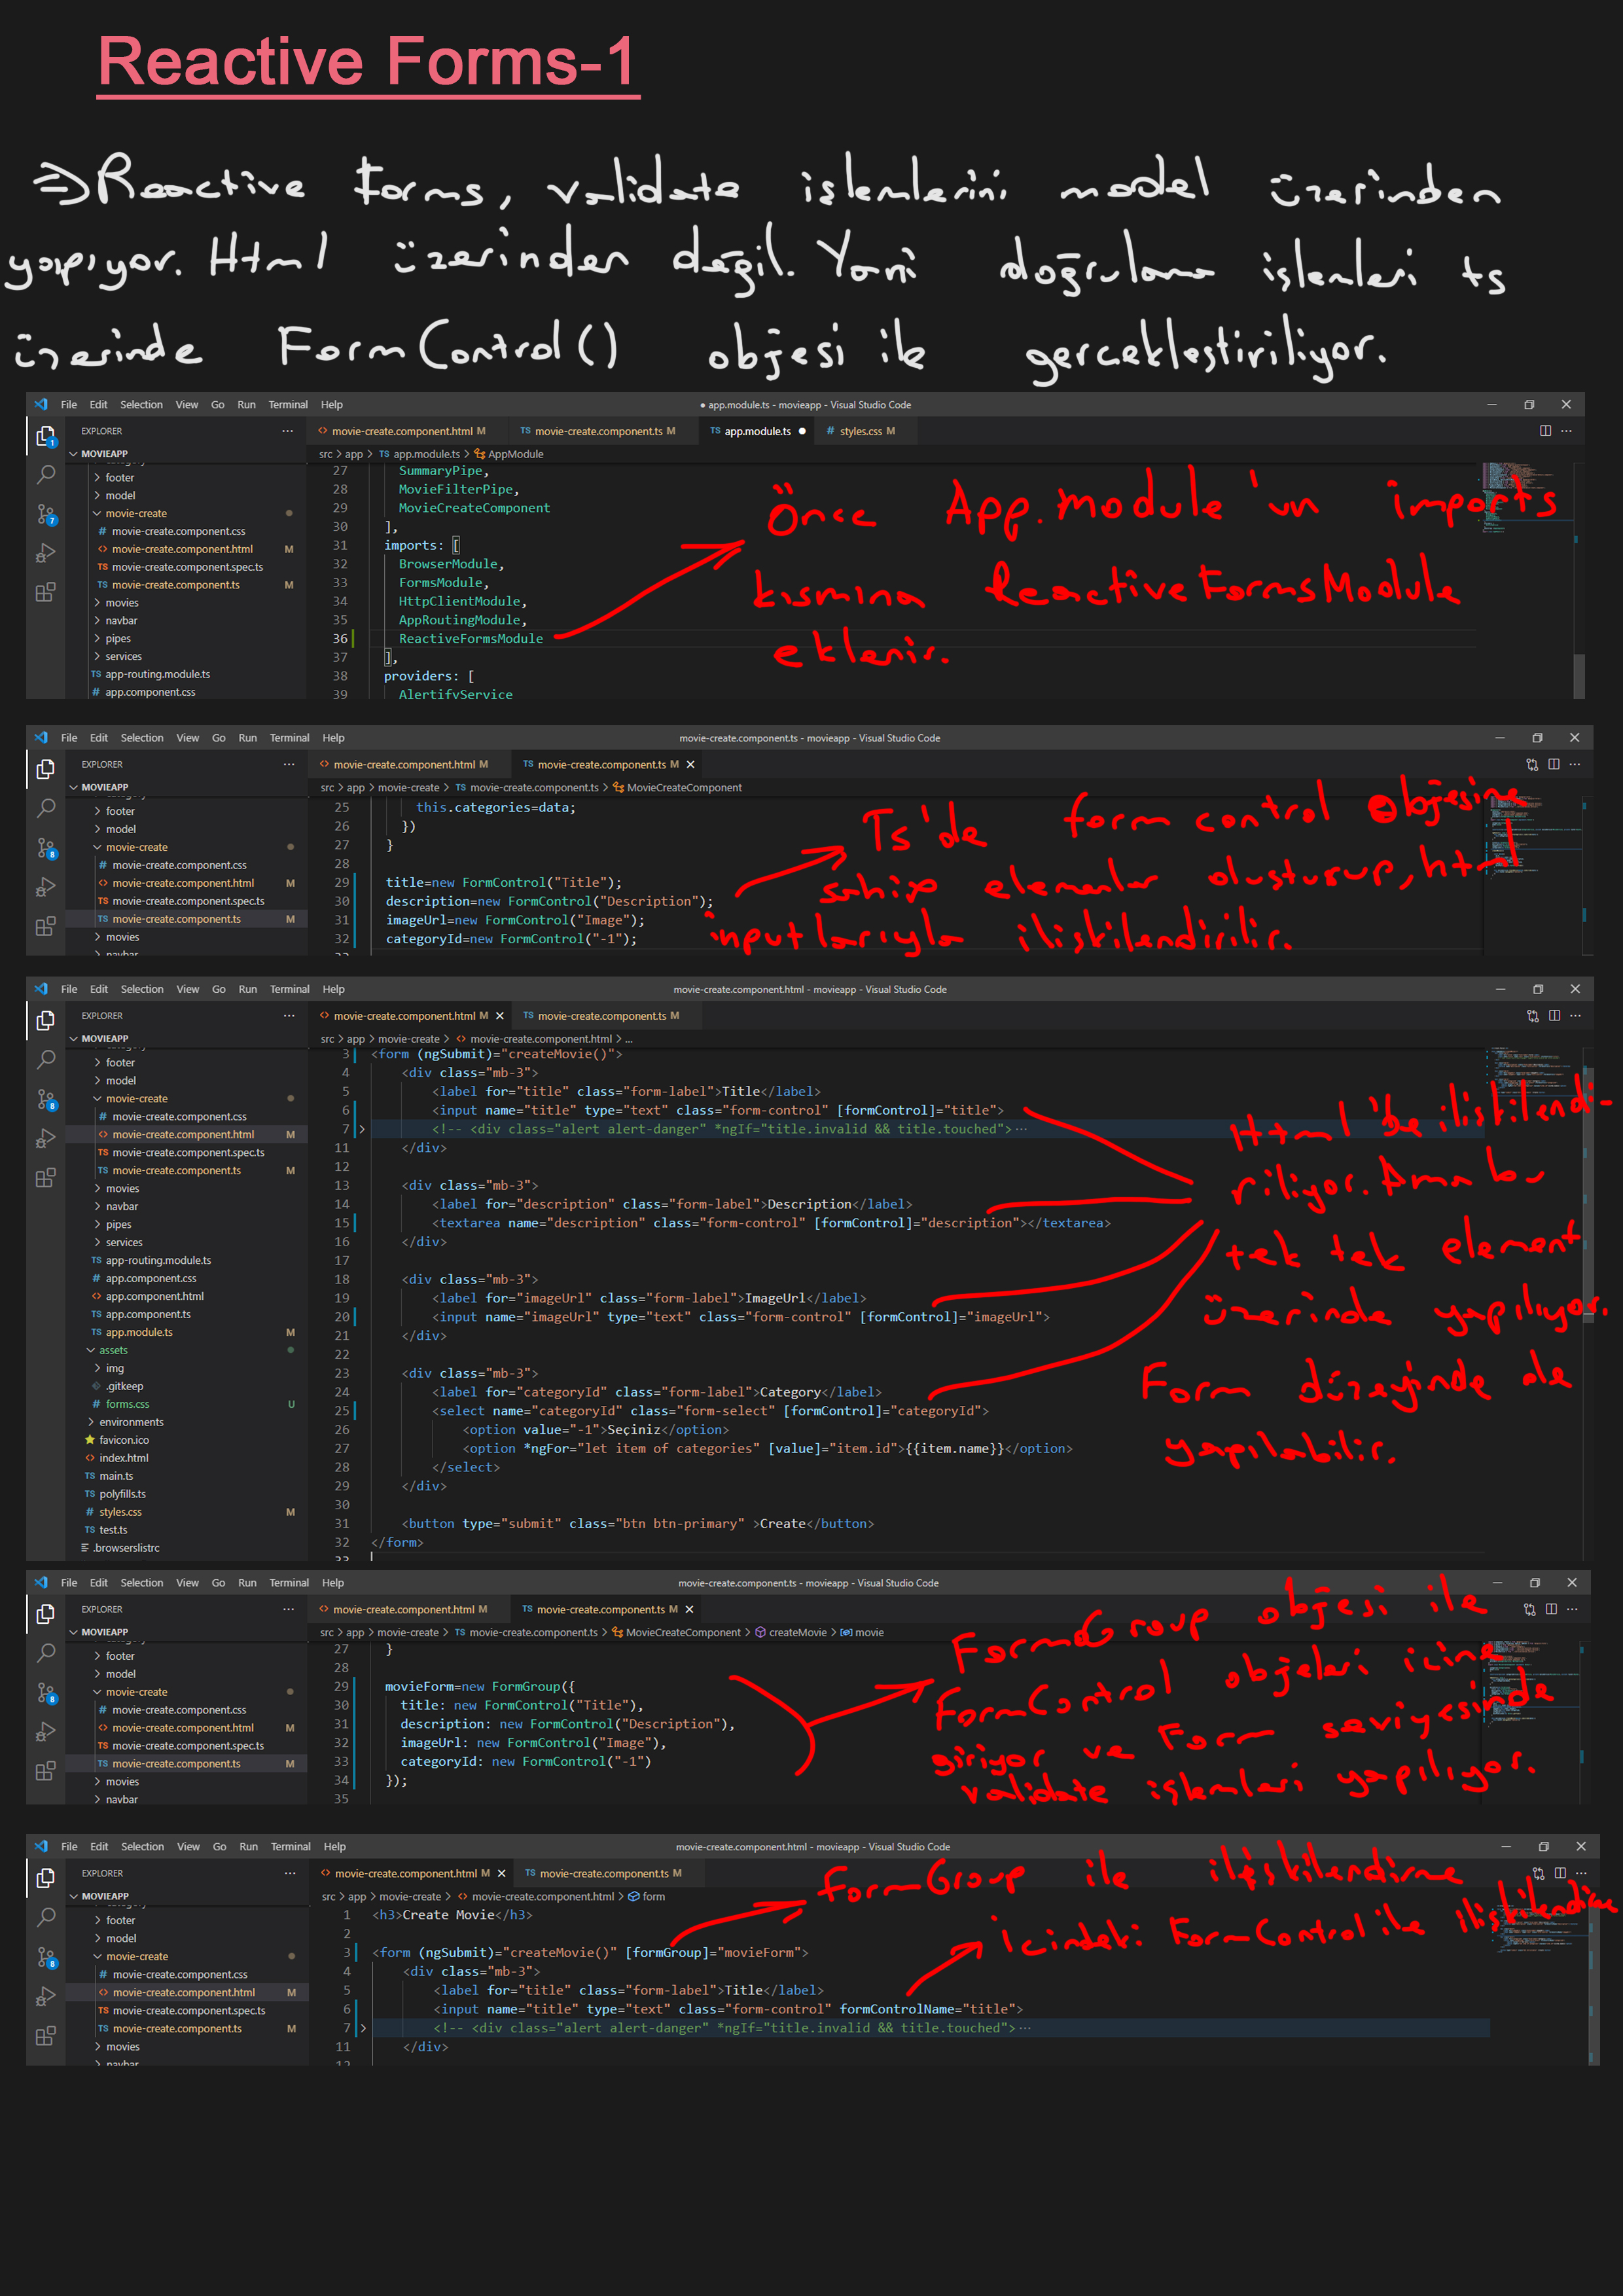 Reactive Forms-1
⇒Reactive Forms, validate işlemlerini model üzerinden
yapıyor. Html üzerinden değil. Yani doğrulama işlemleri ts
üzerinde FormControl() objesi ile gerçekleştiriliyor.
File Edit Selection View Go Run Terminal Help
● app.module.ts - movieapp - Visual Studio Code
EXPLORER
movie-create.component.html M
TS movie-create.component.ts M
TS app.module.ts ●
# styles.css M
MOVIEAPP
src > app > TS app.module.ts > AppModule
footer
model
movie-create
# movie-create.component.css
<> movie-create.component.html M
TS movie-create.component.spec.ts
TS movie-create.component.ts M
movies
navbar
pipes
services
TS app-routing.module.ts
# app.component.css
27 SummaryPipe,
28 MovieFilterPipe,
29 MovieCreateComponent
30 ],
31 imports: [
32 BrowserModule,
33 FormsModule,
34 HttpClientModule,
35 AppRoutingModule,
36 ReactiveFormsModule
37 ],
38 providers: [
39 AlertifyService
Önce App.module'un imports
kısmına ReactiveFormsModule
eklenir.
File Edit Selection View Go Run Terminal Help
movie-create.component.ts - movieapp - Visual Studio Code
EXPLORER
<> movie-create.component.html M
TS movie-create.component.ts M
MOVIEAPP
src > app > movie-create > TS movie-create.component.ts > MovieCreateComponent
footer
model
movie-create
# movie-create.component.css
<> movie-create.component.html M
TS movie-create.component.spec.ts
TS movie-create.component.ts M
movies
navbar
25 this.categories=data;
26 })
27 }
28
29 title=new FormControl("Title");
30 description=new FormControl("Description");
31 imageUrl=new FormControl("Image");
32 categoryId=new FormControl("-1");
Ts'de form control objesine
sahip elemanlar oluşturup, html
inputlarıyla ilişkilendirilir.
File Edit Selection View Go Run Terminal Help
movie-create.component.html - movieapp - Visual Studio Code
EXPLORER
<> movie-create.component.html M
TS movie-create.component.ts M
MOVIEAPP
src > app > movie-create > <> movie-create.component.html > ...
footer
model
movie-create
# movie-create.component.css
<> movie-create.component.html M
TS movie-create.component.spec.ts
TS movie-create.component.ts M
movies
navbar
pipes
services
TS app-routing.module.ts
# app.component.css
<> app.component.html
TS app.component.ts
TS app.module.ts M
assets
img
.gitkeep
# forms.css U
environments
favicon.ico
<> index.html
TS main.ts
TS polyfills.ts
# styles.css M
TS test.ts
.browserslistrc
3 <form (ngSubmit)="createMovie()">
4 <div class="mb-3">
5 <label for="title" class="form-label">Title</label>
6 <input name="title" type="text" class="form-control" [formControl]="title">
7 <!-- <div class="alert alert-danger" *ngIf="title.invalid && title.touched"> ···
11 </div>
12
13 <div class="mb-3">
14 <label for="description" class="form-label">Description</label>
15 <textarea name="description" class="form-control" [formControl]="description"></textarea>
16 </div>
17
18 <div class="mb-3">
19 <label for="imageUrl" class="form-label">ImageUrl</label>
20 <input name="imageUrl" type="text" class="form-control" [formControl]="imageUrl">
21 </div>
22
23 <div class="mb-3">
24 <label for="categoryId" class="form-label">Category</label>
25 <select name="categoryId" class="form-select" [formControl]="categoryId">
26 <option value="-1">Seçiniz</option>
27 <option *ngFor="let item of categories" [value]="item.id">{{item.name}}</option>
28 </select>
29 </div>
30
31 <button type="submit" class="btn btn-primary" >Create</button>
32 </form>
33
Html'de ilişkilendi-
riliyor. Ama bu
tek tek element
üzerinde yapılıyor.
Form düzeyinde de
yapılabilir.
File Edit Selection View Go Run Terminal Help
movie-create.component.ts - movieapp - Visual Studio Code
EXPLORER
<> movie-create.component.html M
TS movie-create.component.ts M
MOVIEAPP
src > app > movie-create > TS movie-create.component.ts > MovieCreateComponent > createMovie > movie
footer
model
movie-create
# movie-create.component.css
<> movie-create.component.html M
TS movie-create.component.spec.ts
TS movie-create.component.ts M
movies
navbar
27 }
28
29 movieForm=new FormGroup({
30 title: new FormControl("Title"),
31 description: new FormControl("Description"),
32 imageUrl: new FormControl("Image"),
33 categoryId: new FormControl("-1")
34 });
35
FormGroup objesi ile
FormControl objeleri içine
giriyor ve Form seviyesinde
validate işlemleri yapılıyor.
File Edit Selection View Go Run Terminal Help
movie-create.component.html - movieapp - Visual Studio Code
EXPLORER
<> movie-create.component.html M
TS movie-create.component.ts M
MOVIEAPP
src > app > movie-create > <> movie-create.component.html > form
footer
model
movie-create
# movie-create.component.css
<> movie-create.component.html M
TS movie-create.component.spec.ts
TS movie-create.component.ts M
movies
navbar
1 <h3>Create Movie</h3>
2
3 <form (ngSubmit)="createMovie()" [formGroup]="movieForm">
4 <div class="mb-3">
5 <label for="title" class="form-label">Title</label>
6 <input name="title" type="text" class="form-control" formControlName="title">
7 <!-- <div class="alert alert-danger" *ngIf="title.invalid && title.touched"> ···
11 </div>
12
formGroup ile ilişkilendirme
İçindeki FormControl ile ilişkilendirme